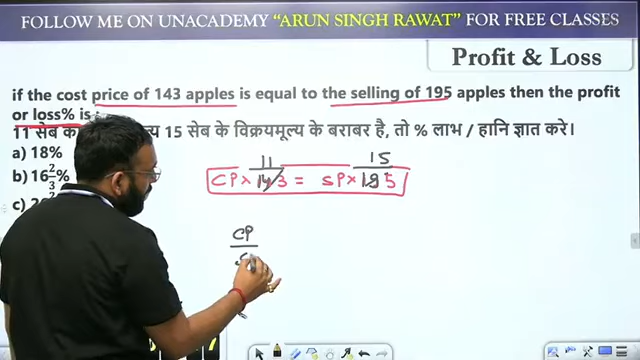 FOLLOW ME ON UNACADEMY “ARUN SINGH RAWAT” FOR FREE CLASSES
Profit & Loss
if the cost price of 143 apples is equal to the selling of 195 apples then the profit
or loss% is
11 सेब के 15 सेब के विक्रयमूल्य के बराबर है, तो % लाभ / हानि ज्ञात करे।
a) 18%
b) 16 2/3 %
c)
11 15
CP × 143 = SP × 195
CP